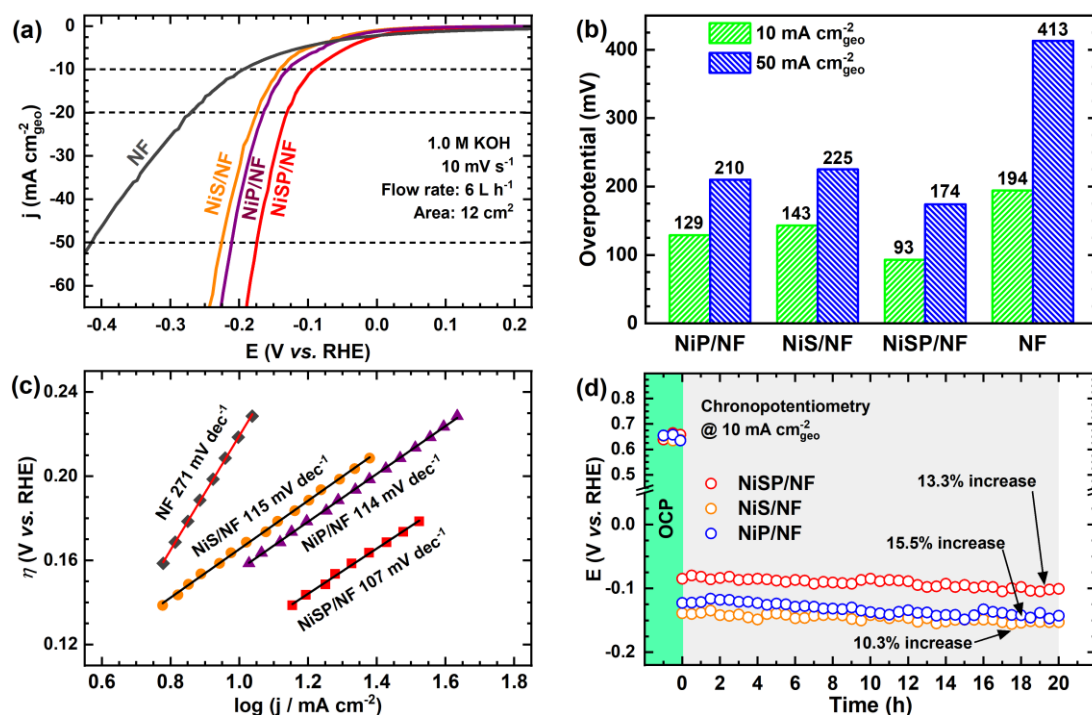 (a)
0
-10
-20
-30
-40
-50
-60
j (mA cm⁻²geo)
NF
NiS/NF
NiP/NF
NiSP/NF
1.0 M KOH
10 mV s⁻¹
Flow rate: 6 L h⁻¹
Area: 12 cm²
-0.4 -0.3 -0.2 -0.1 0.0 0.1 0.2
E (V vs. RHE)
(b)
10 mA cm⁻²geo
50 mA cm⁻²geo
400
300
200
100
0
Overpotential (mV)
129 210 143 225 93 174 194 413
NiP/NF NiS/NF NiSP/NF NF
(c)
0.24
0.20
0.16
0.12
η (V vs. RHE)
NF 271 mV dec⁻¹
NiS/NF 115 mV dec⁻¹
NiP/NF 114 mV dec⁻¹
NiSP/NF 107 mV dec⁻¹
0.6 0.8 1.0 1.2 1.4 1.6 1.8
log (j / mA cm⁻²)
(d)
0.8
0.7
0.6
0.5
0.0
-0.1
-0.2
E (V vs. RHE)
OCP
Chronopotentiometry
@ 10 mA cm⁻²geo
NiSP/NF
NiS/NF
NiP/NF
13.3% increase
15.5% increase
10.3% increase
0 2 4 6 8 10 12 14 16 18 20
Time (h)